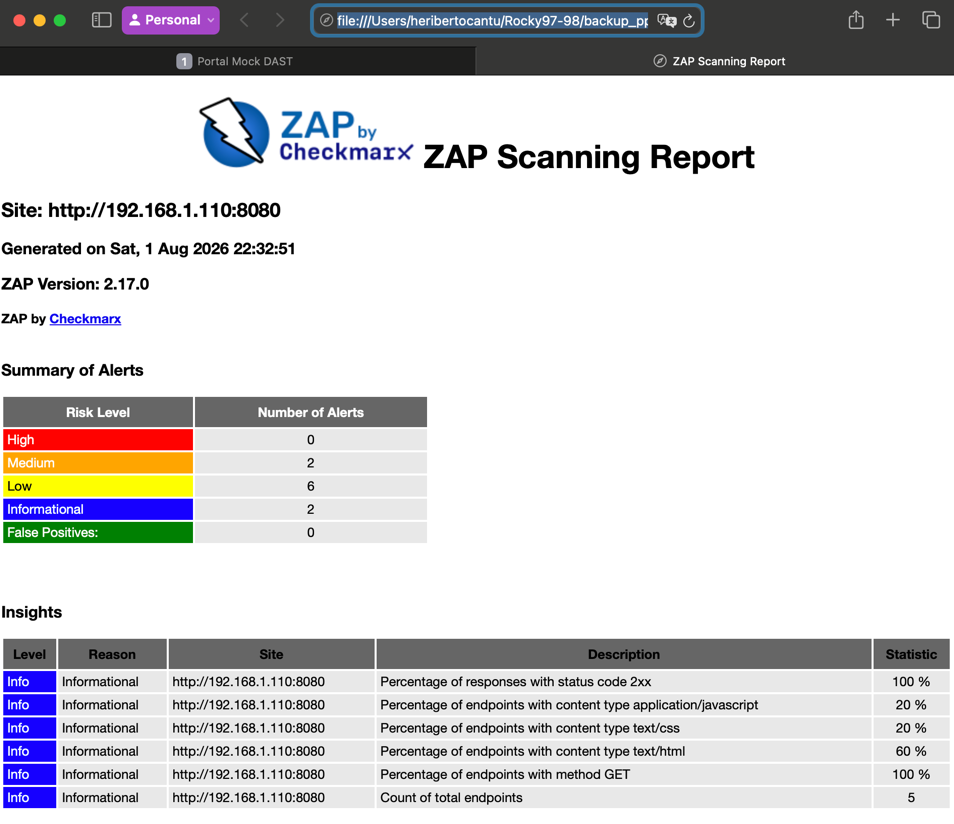 Personal
file:///Users/heribertocantu/Rocky97-98/backup_pp
1 Portal Mock DAST
ZAP Scanning Report
ZAP by
Checkmarx
ZAP Scanning Report
Site: http://192.168.1.110:8080
Generated on Sat, 1 Aug 2026 22:32:51
ZAP Version: 2.17.0
ZAP by Checkmarx
Summary of Alerts
Risk Level Number of Alerts
High 0
Medium 2
Low 6
Informational 2
False Positives: 0
Insights
Level Reason Site Description Statistic
Info Informational http://192.168.1.110:8080 Percentage of responses with status code 2xx 100 %
Info Informational http://192.168.1.110:8080 Percentage of endpoints with content type application/javascript 20 %
Info Informational http://192.168.1.110:8080 Percentage of endpoints with content type text/css 20 %
Info Informational http://192.168.1.110:8080 Percentage of endpoints with content type text/html 60 %
Info Informational http://192.168.1.110:8080 Percentage of endpoints with method GET 100 %
Info Informational http://192.168.1.110:8080 Count of total endpoints 5